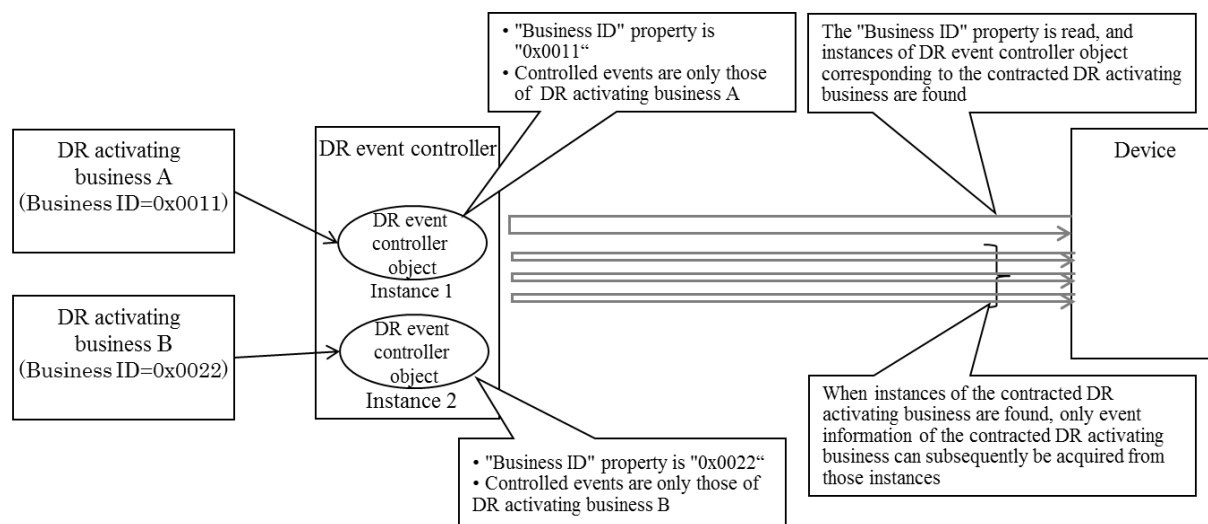 • "Business ID" property is
"0x0011“
• Controlled events are only those
of DR activating business A
The "Business ID" property is read, and
instances of DR event controller object
corresponding to the contracted DR activating
business are found
DR activating
business A
(Business ID=0x0011)
DR event controller
Device
DR event
controller
object
Instance 1
DR activating
business B
(Business ID=0x0022)
DR event
controller
object
Instance 2
When instances of the contracted DR
activating business are found, only event
information of the contracted DR activating
business can subsequently be acquired from
those instances
• "Business ID" property is "0x0022“
• Controlled events are only those of
DR activating business B